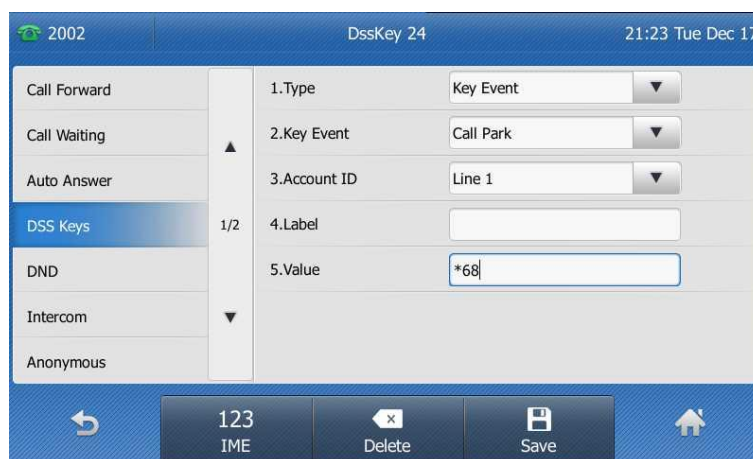 2002 DssKey 24 21:23 Tue Dec 17
Call Forward 1.Type Key Event
Call Waiting 2.Key Event Call Park
Auto Answer 3.Account ID Line 1
DSS Keys 1/2 4.Label
DND 5.Value *68
Intercom
Anonymous
123
IME Delete Save